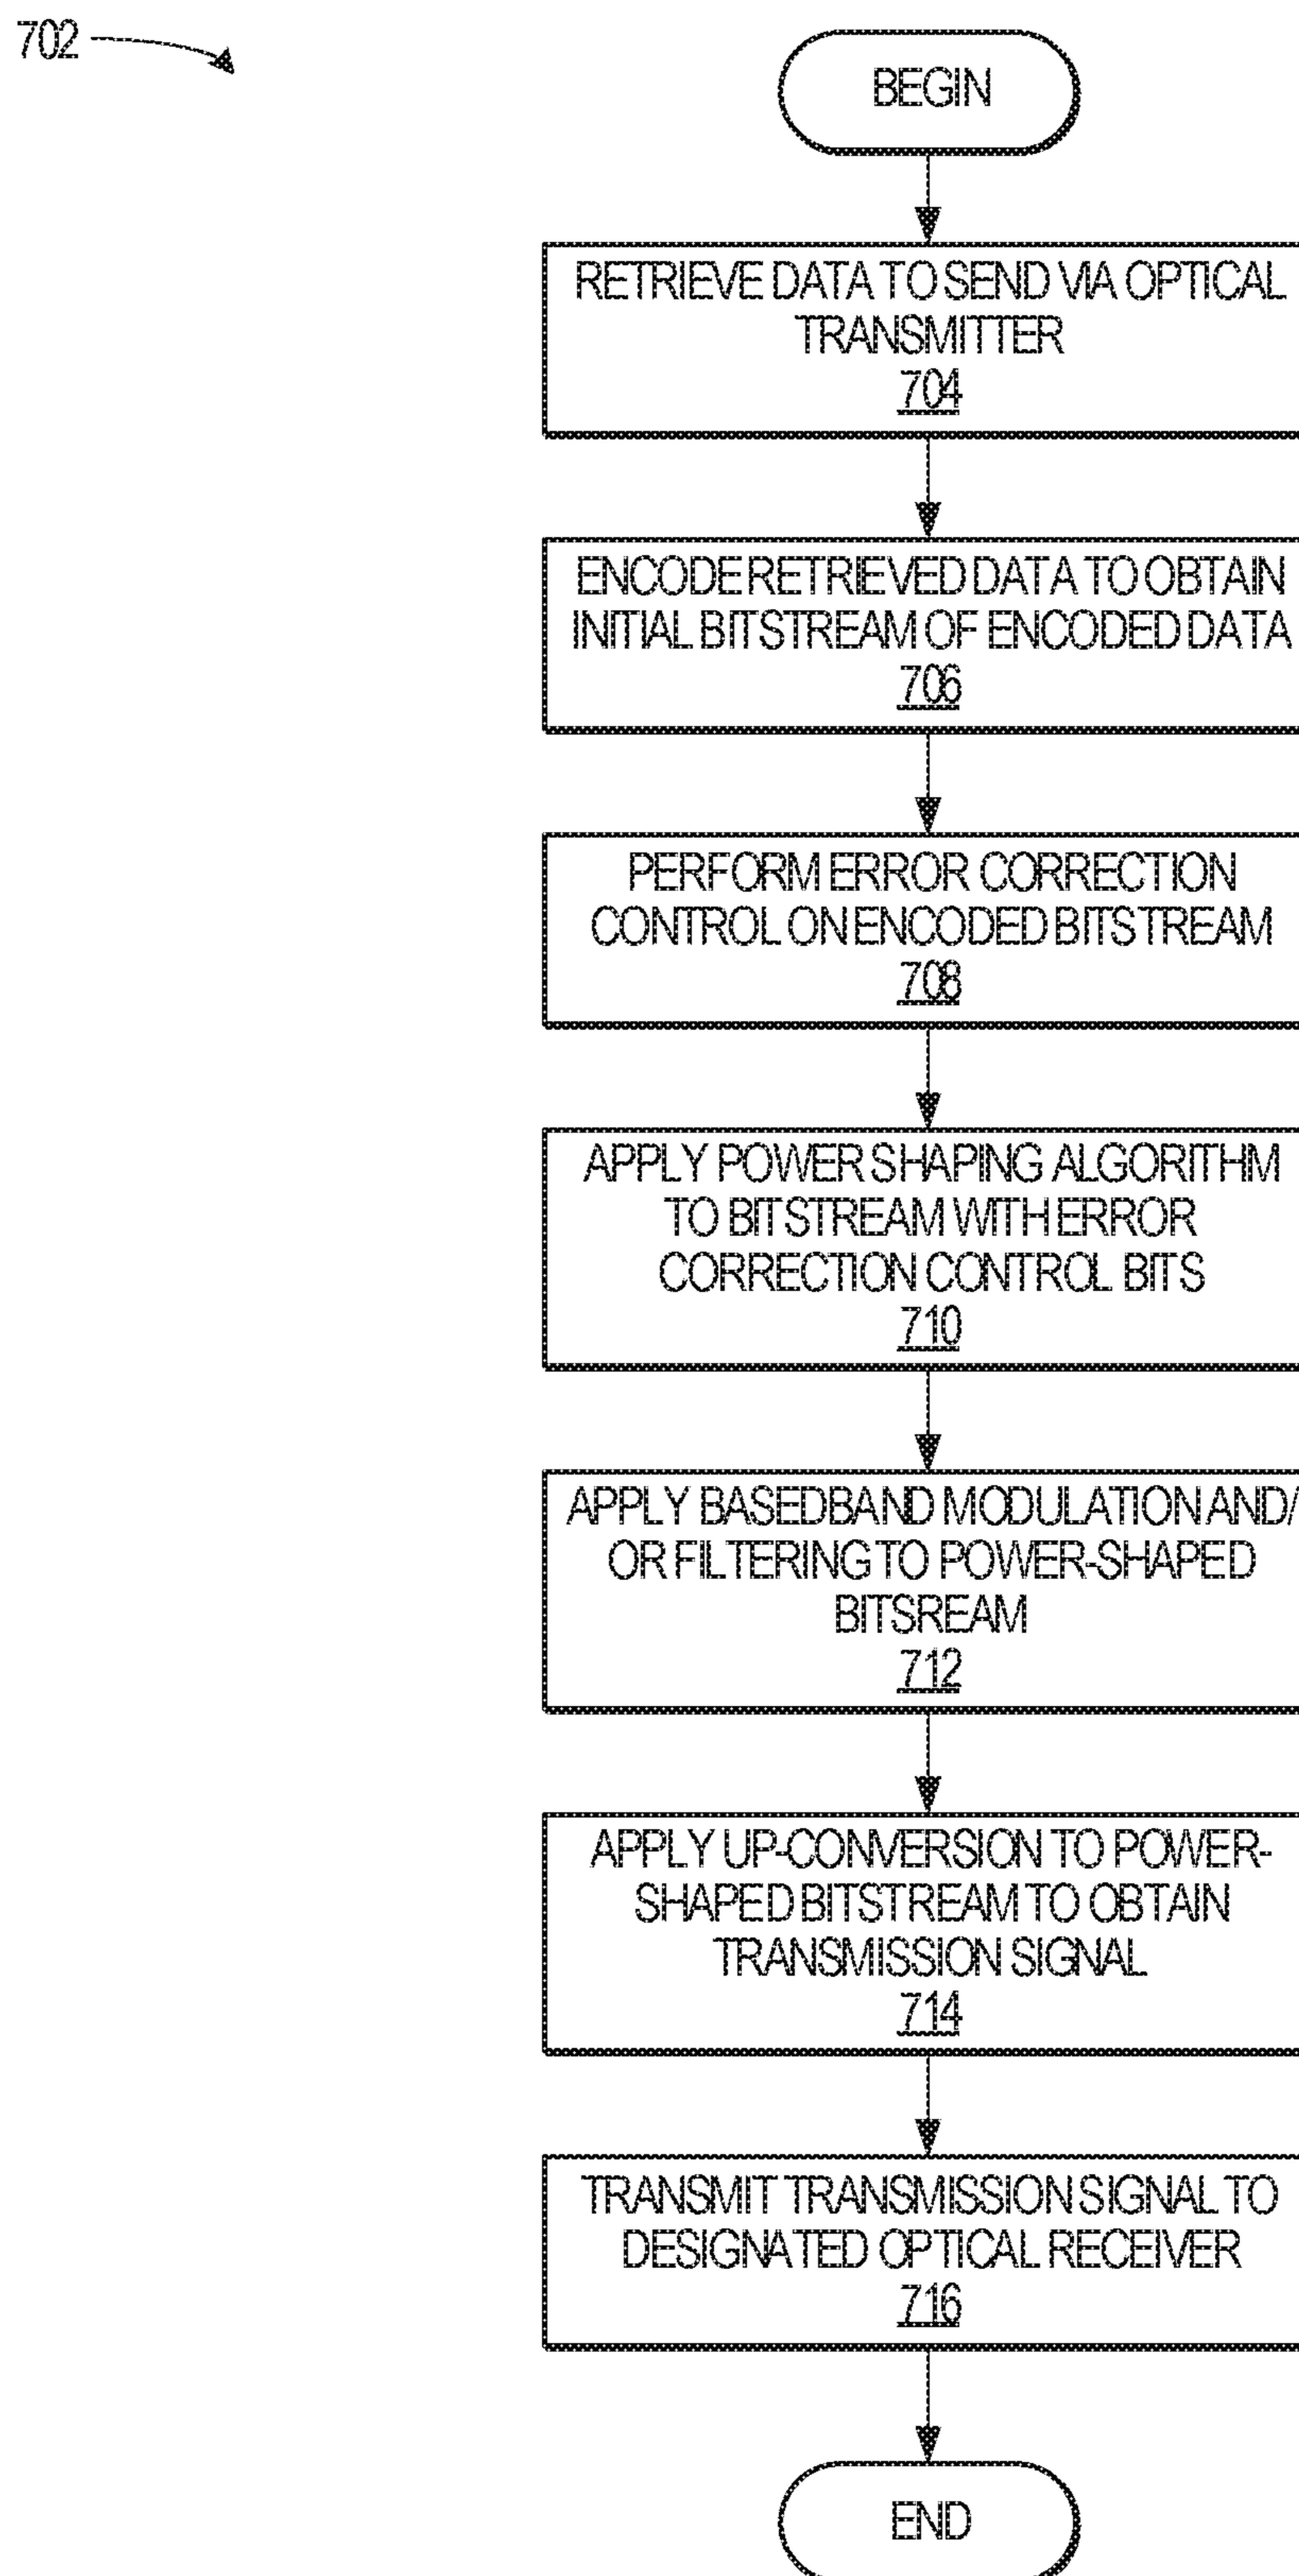 702
BEGIN
RETRIEVE DATA TO SEND VIA OPTICAL
TRANSMITTER
704
ENCODE RETRIEVED DATA TO OBTAIN
INITIAL BITSTREAM OF ENCODED DATA
706
PERFORM ERROR CORRECTION
CONTROL ON ENCODED BITSTREAM
708
APPLY POWER SHAPING ALGORITHM
TO BITSTREAM WITH ERROR
CORRECTION CONTROL BITS
710
APPLY BASEDBAND MODULATION AND/
OR FILTERING TO POWER-SHAPED
BITSREAM
712
APPLY UP-CONVERSION TO POWER-
SHAPED BITSTREAM TO OBTAIN
TRANSMISSION SIGNAL
714
TRANSMIT TRANSMISSION SIGNAL TO
DESIGNATED OPTICAL RECEIVER
716
END